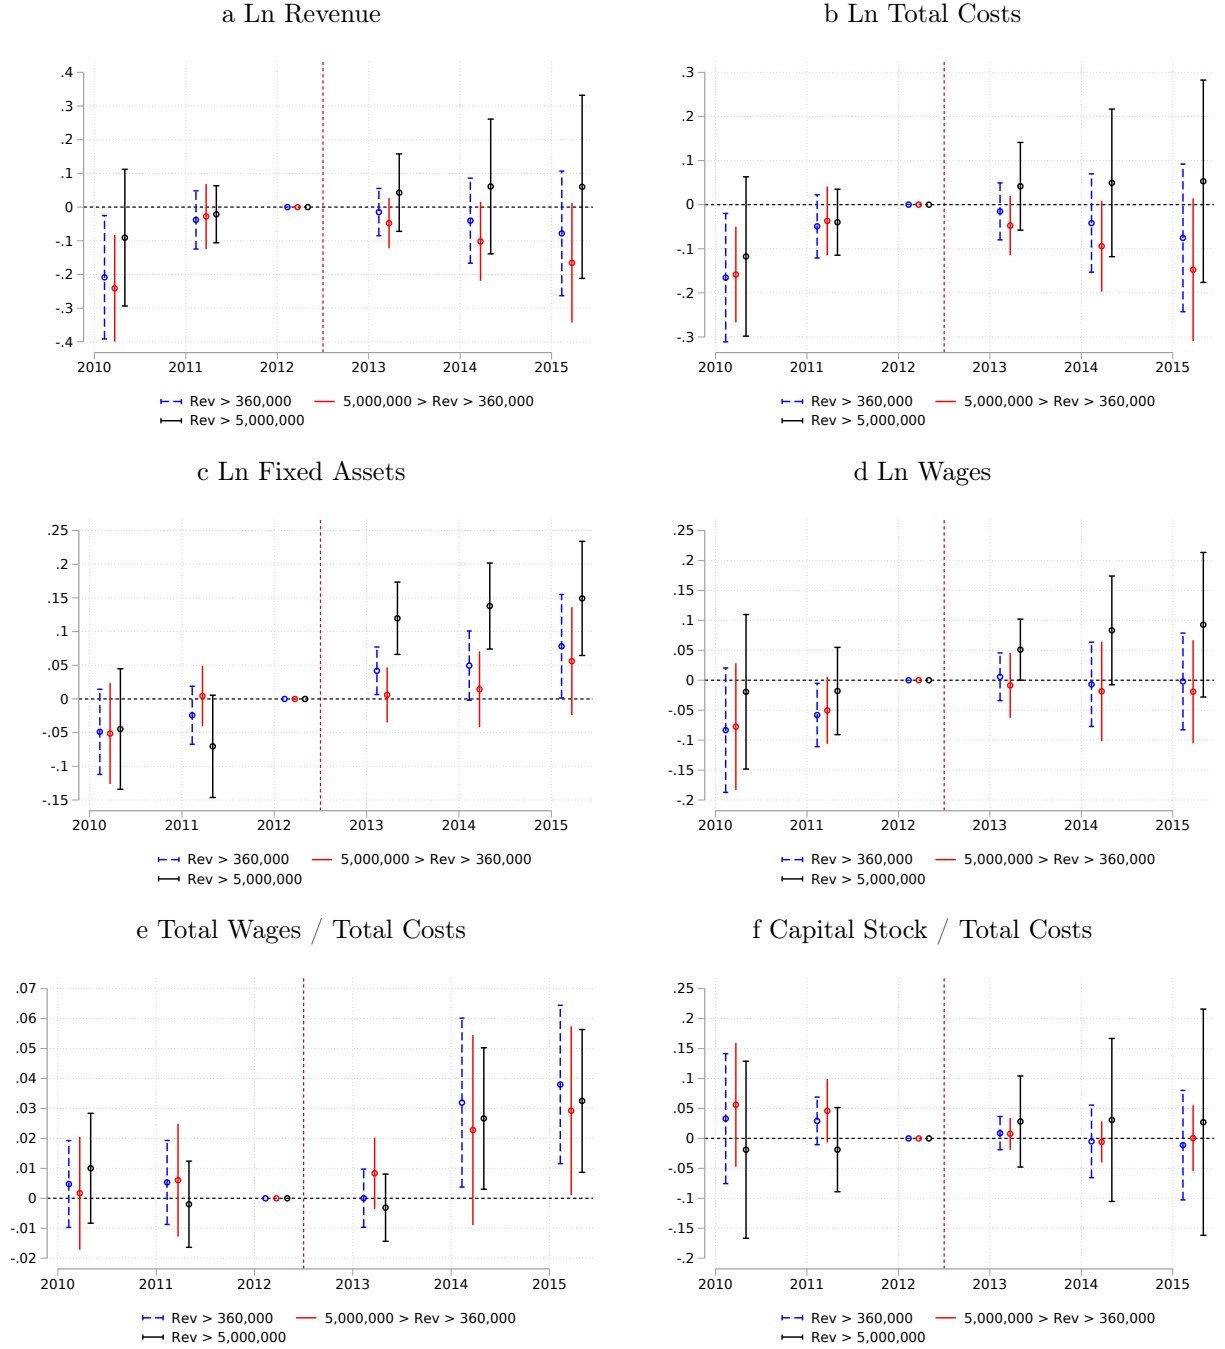 a Ln Revenue
.4
.3
.2
.1
0
-.1
-.2
-.3
-.4
2010 2011 2012 2013 2014 2015
Rev > 360,000 5,000,000 > Rev > 360,000
Rev > 5,000,000
b Ln Total Costs
.3
.2
.1
0
-.1
-.2
-.3
2010 2011 2012 2013 2014 2015
Rev > 360,000 5,000,000 > Rev > 360,000
Rev > 5,000,000
c Ln Fixed Assets
.25
.2
.15
.1
.05
0
-.05
-.1
-.15
2010 2011 2012 2013 2014 2015
Rev > 360,000 5,000,000 > Rev > 360,000
Rev > 5,000,000
d Ln Wages
.25
.2
.15
.1
.05
0
-.05
-.1
-.15
-.2
2010 2011 2012 2013 2014 2015
Rev > 360,000 5,000,000 > Rev > 360,000
Rev > 5,000,000
e Total Wages / Total Costs
.07
.06
.05
.04
.03
.02
.01
0
-.01
-.02
2010 2011 2012 2013 2014 2015
Rev > 360,000 5,000,000 > Rev > 360,000
Rev > 5,000,000
f Capital Stock / Total Costs
.25
.2
.15
.1
.05
0
-.05
-.1
-.15
-.2
2010 2011 2012 2013 2014 2015
Rev > 360,000 5,000,000 > Rev > 360,000
Rev > 5,000,000